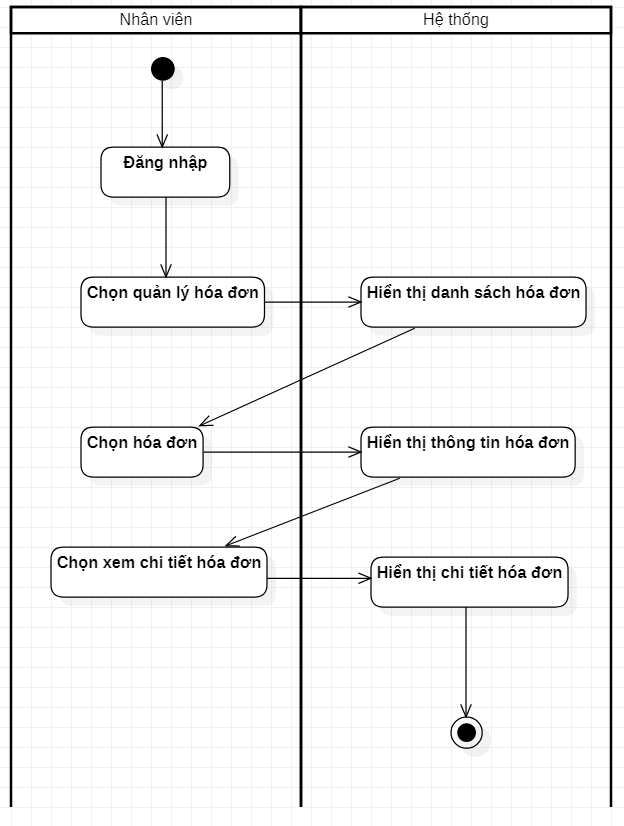 Nhân viên
Hệ thống
Đăng nhập
Chọn quản lý hóa đơn
Hiển thị danh sách hóa đơn
Chọn hóa đơn
Hiển thị thông tin hóa đơn
Chọn xem chi tiết hóa đơn
Hiển thị chi tiết hóa đơn